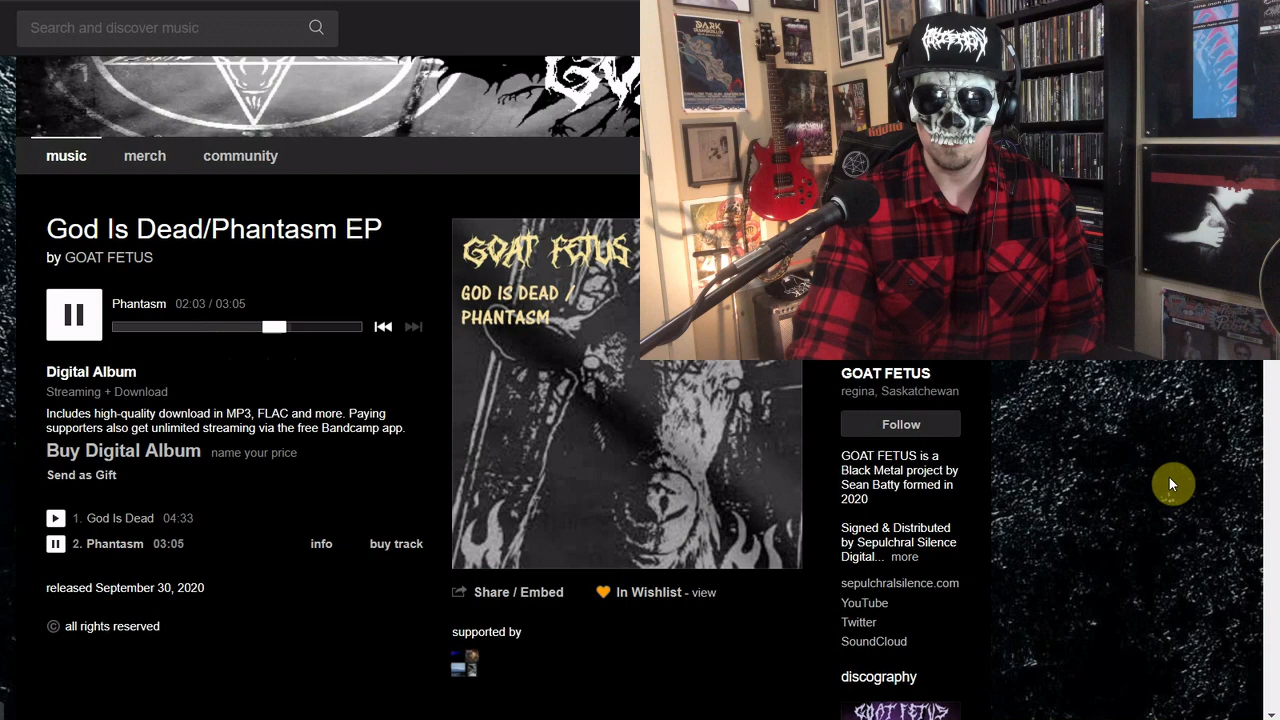 Search and discover music
music
merch
community
God Is Dead/Phantasm EP
by GOAT FETUS
Phantasm 02:03 / 03:05
Digital Album
Streaming + Download
Includes high-quality download in MP3, FLAC and more. Paying
supporters also get unlimited streaming via the free Bandcamp app.
Buy Digital Album name your price
Send as Gift
1. God Is Dead 04:33
2. Phantasm 03:05 info buy track
released September 30, 2020
all rights reserved
GOAT FETUS
GOD IS DEAD /
PHANTASM
Share / Embed
In Wishlist - view
supported by
DARK
TRANQUILLITY
GOAT FETUS
regina, Saskatchewan
Follow
GOAT FETUS is a
Black Metal project by
Sean Batty formed in
2020
Signed & Distributed
by Sepulchral Silence
Digital... more
sepulchralsilence.com
YouTube
Twitter
SoundCloud
discography
GOAT FETUS